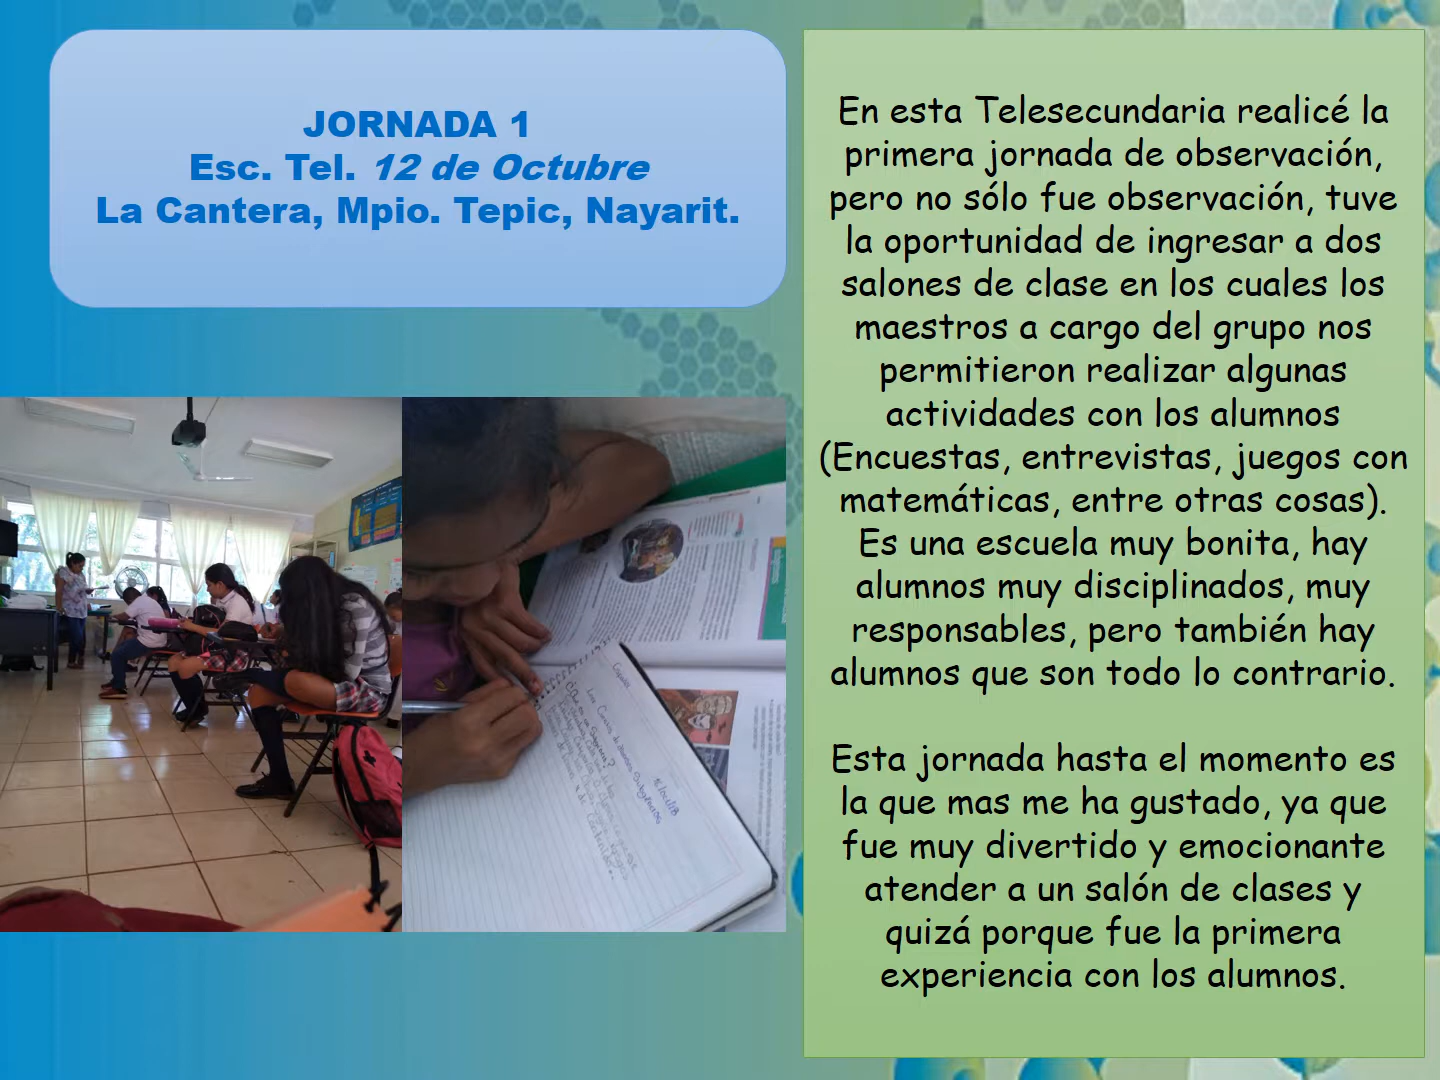 JORNADA 1
Esc. Tel. 12 de Octubre
La Cantera, Mpio. Tepic, Nayarit.
En esta Telesecundaria realicé la
primera jornada de observación,
pero no sólo fue observación, tuve
la oportunidad de ingresar a dos
salones de clase en los cuales los
maestros a cargo del grupo nos
permitieron realizar algunas
actividades con los alumnos
(Encuestas, entrevistas, juegos con
matemáticas, entre otras cosas).
Es una escuela muy bonita, hay
alumnos muy disciplinados, muy
responsables, pero también hay
alumnos que son todo lo contrario.
Esta jornada hasta el momento es
la que mas me ha gustado, ya que
fue muy divertido y emocionante
atender a un salón de clases y
quizá porque fue la primera
experiencia con los alumnos.